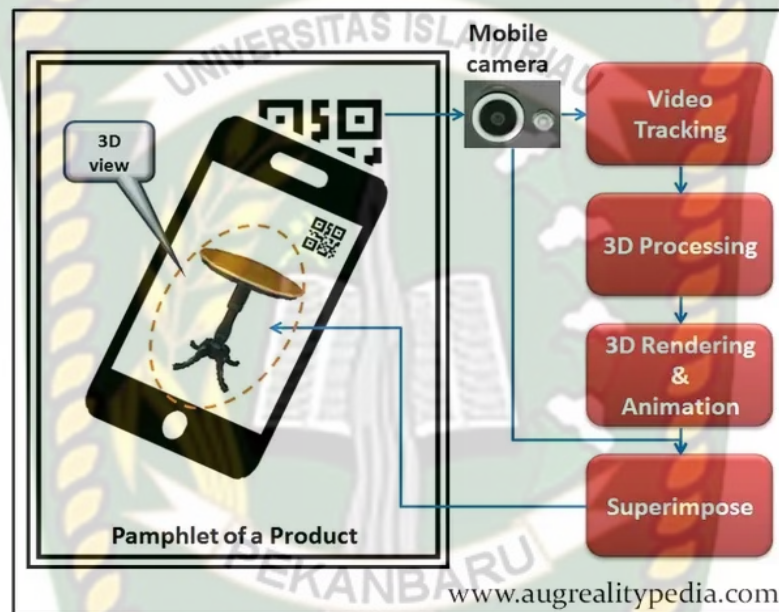 UNIVERSITAS ISLAM RIAU
Mobile
camera
Video
Tracking
3D
view
3D Processing
3D Rendering
&
Animation
Superimpose
Pamphlet of a Product
PEKANBARU
www.augrealitypedia.com